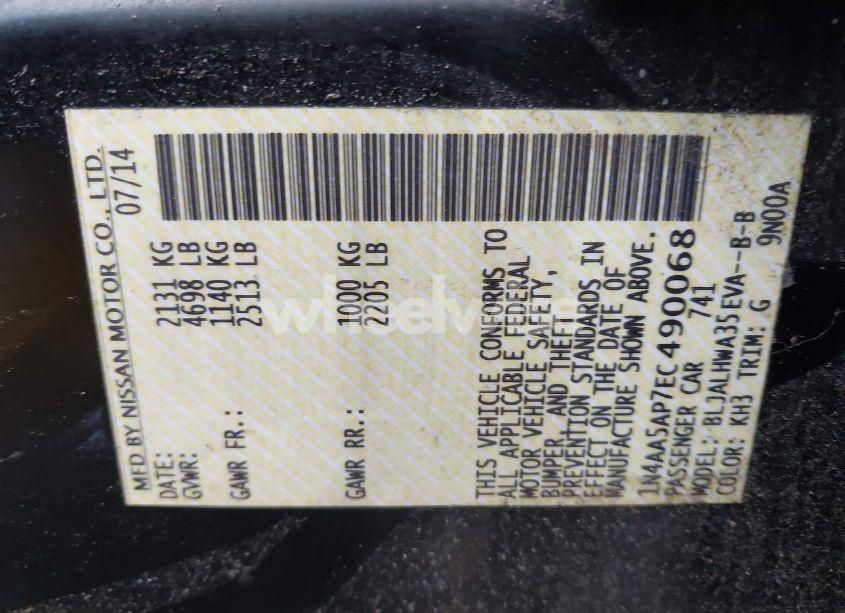 MFD BY NISSAN MOTOR CO., LTD.
DATE: 07/14
GVWR: 2131 KG
4698 LB
GAWR FR.: 1140 KG
2513 LB
GAWR RR.: 1000 KG
2205 LB
THIS VEHICLE CONFORMS TO
ALL APPLICABLE FEDERAL
MOTOR VEHICLE SAFETY,
BUMPER, AND THEFT
PREVENTION STANDARDS IN
EFFECT ON THE DATE OF
MANUFACTURE SHOWN ABOVE.
1N4AA5AP7EC490068
PASSENGER CAR 741
MODEL: BLJALHWA35EVA--B-B
COLOR: KH3 TRIM: G 9N00A